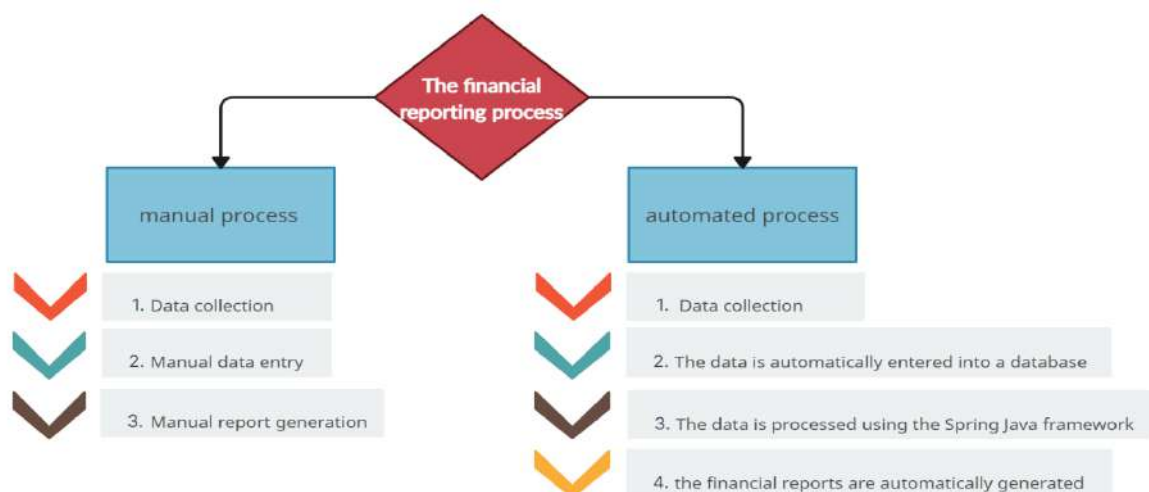 The financial
reporting process
manual process
1. Data collection
2. Manual data entry
3. Manual report generation
automated process
1. Data collection
2. The data is automatically entered into a database
3. The data is processed using the Spring Java framework
4. the financial reports are automatically generated